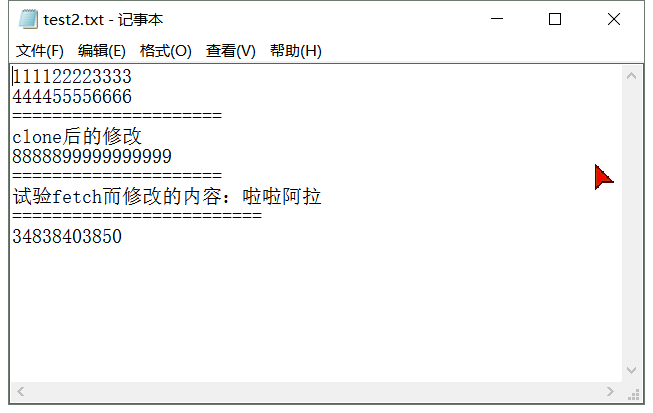 test2.txt - 记事本
文件(F) 编辑(E) 格式(O) 查看(V) 帮助(H)
111122223333
444455556666
=====================
clone后的修改
8888899999999999
=====================
试验fetch而修改的内容：啦啦阿拉
=========================
34838403850